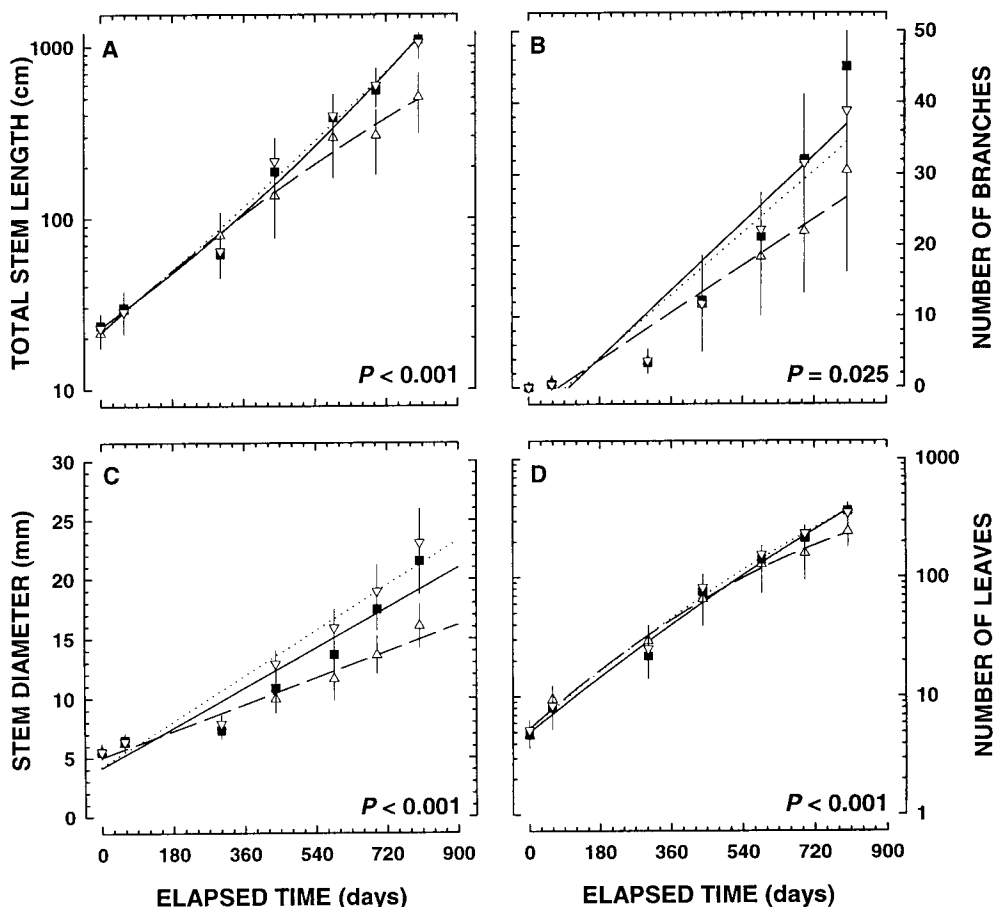 A
TOTAL STEM LENGTH (cm)
1000
100
10
P < 0.001
B
NUMBER OF BRANCHES
50
40
30
20
10
0
P = 0.025
C
STEM DIAMETER (mm)
30
25
20
15
10
5
0
P < 0.001
0 180 360 540 720 900
ELAPSED TIME (days)
D
NUMBER OF LEAVES
1000
100
10
1
P < 0.001
0 180 360 540 720 900
ELAPSED TIME (days)